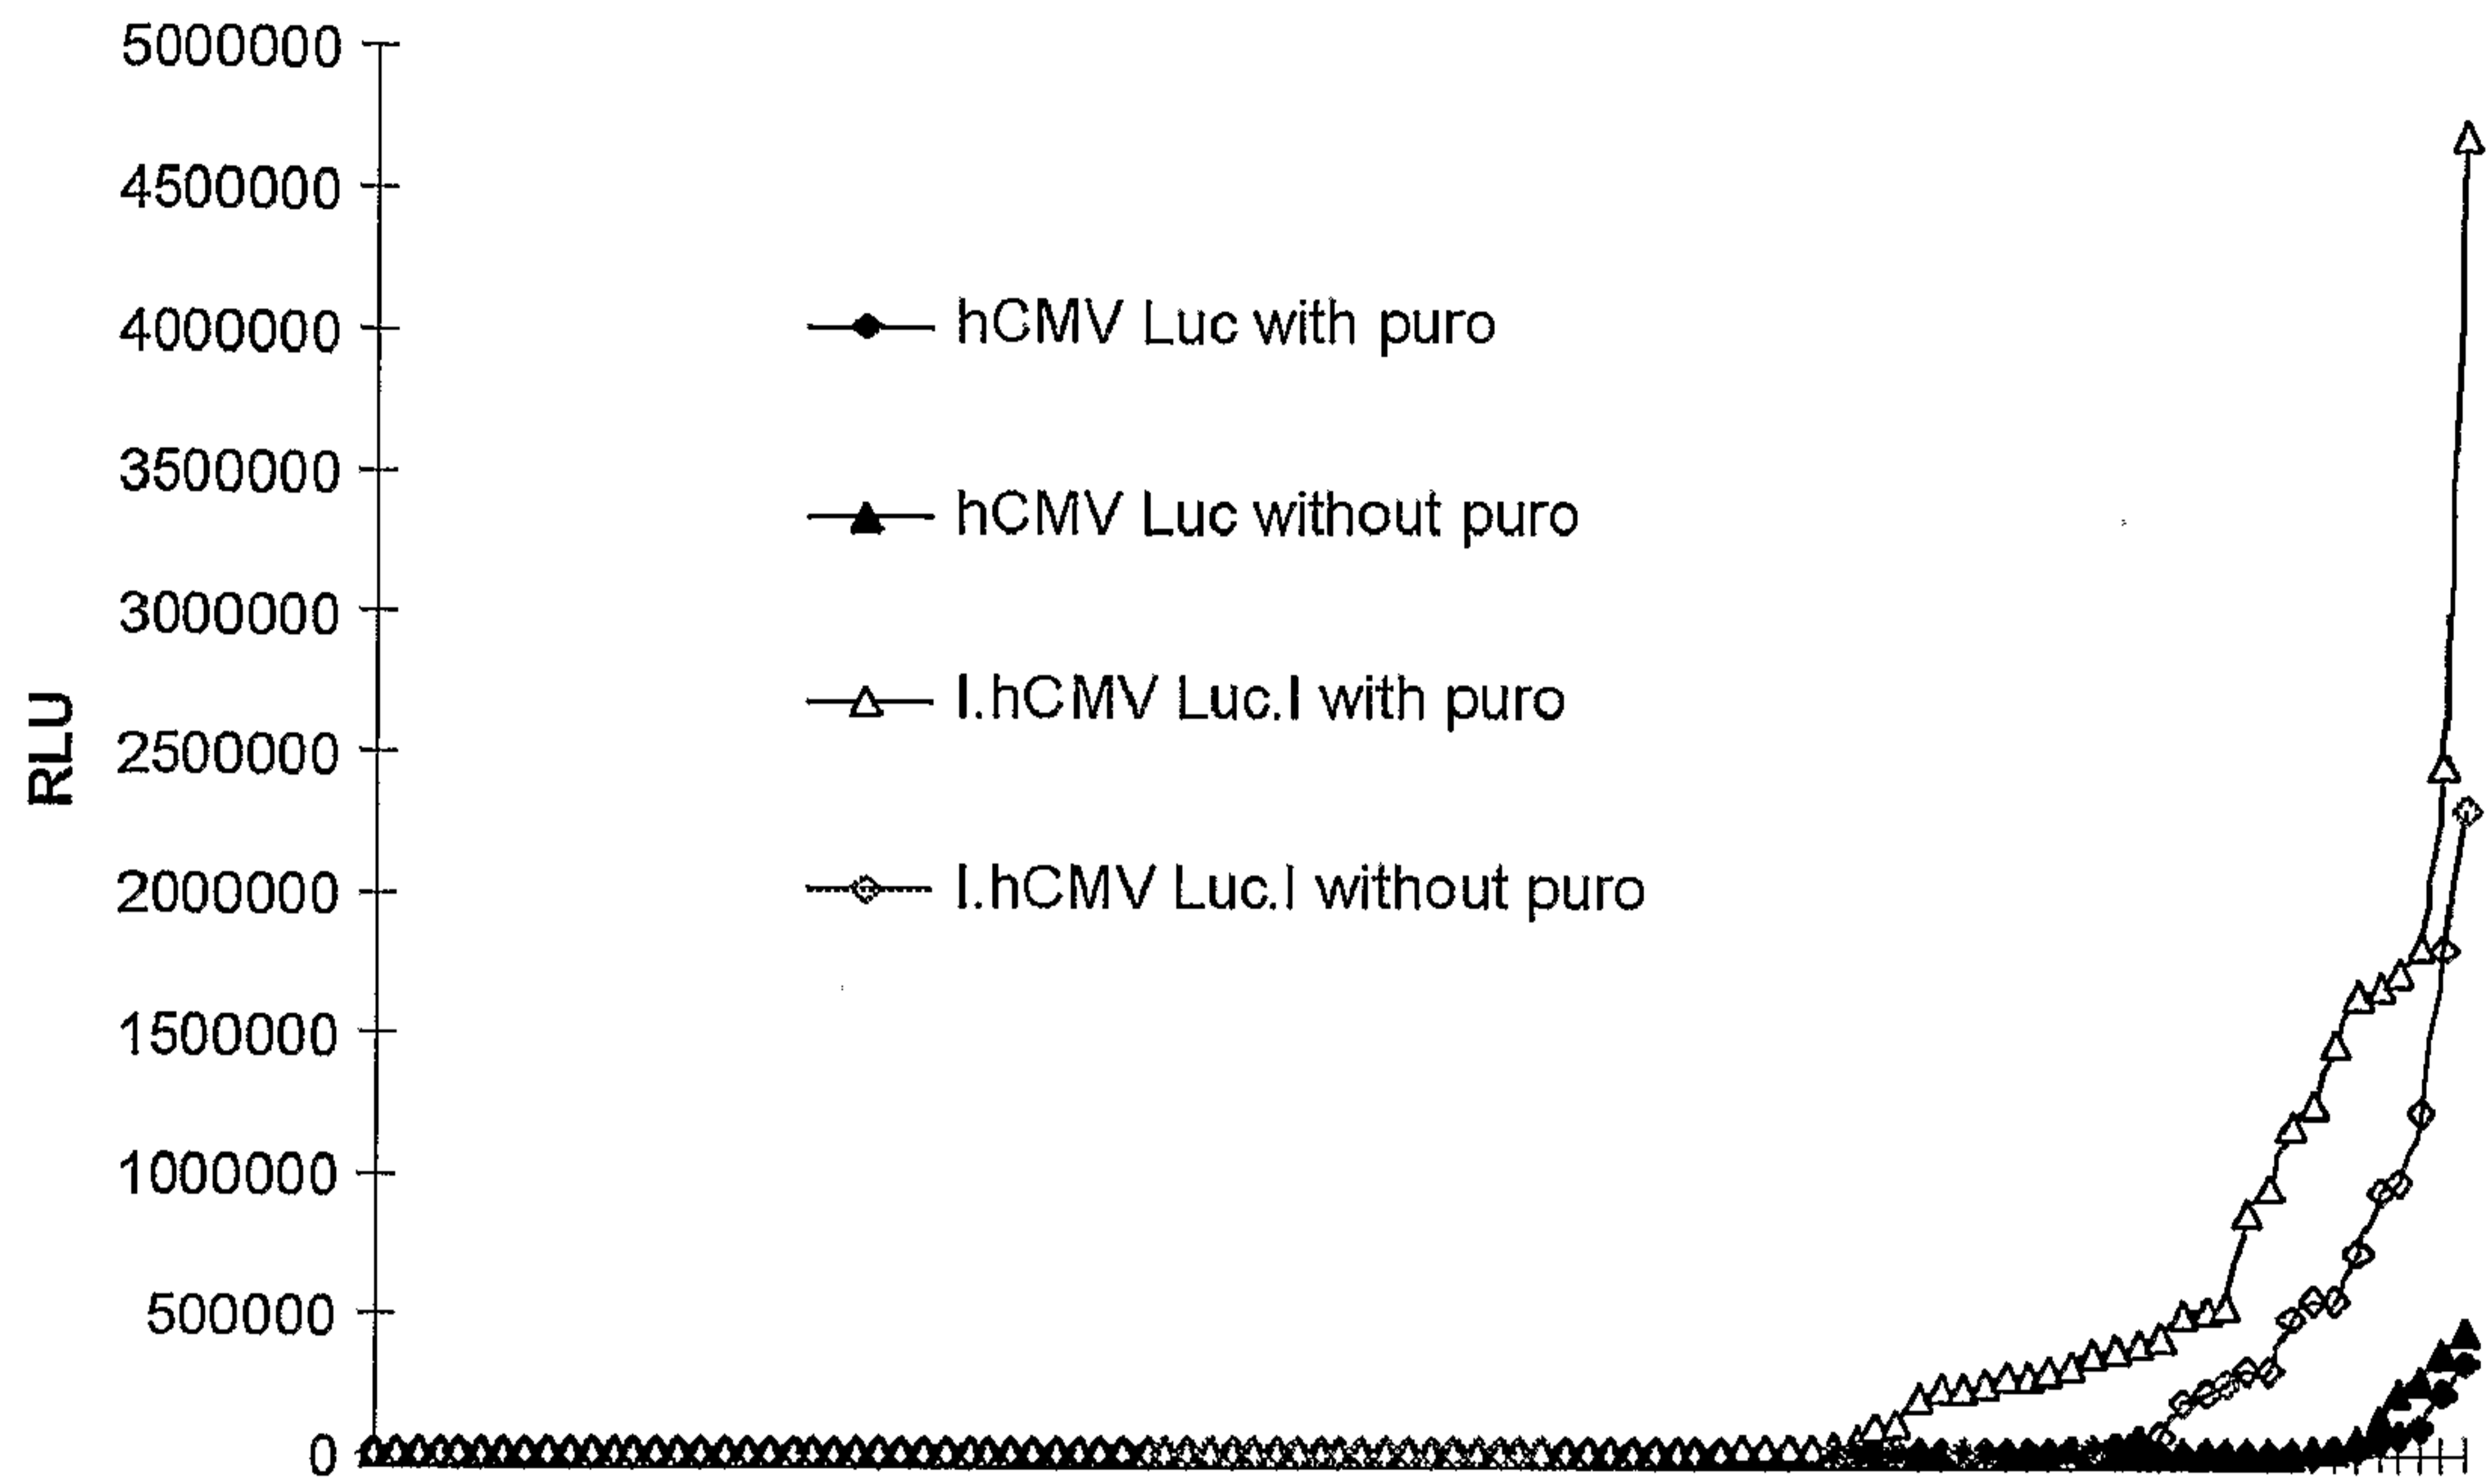 5000000
4500000
4000000
3500000
3000000
2500000
2000000
1500000
1000000
500000
0
RLU
hCMV Luc with puro
hCMV Luc without puro
I.hCMV Luc.I with puro
I.hCMV Luc.I without puro